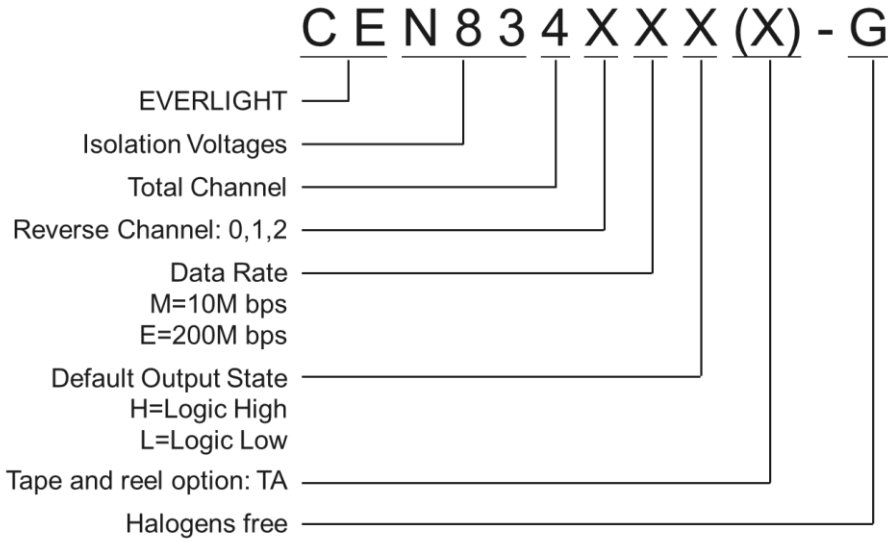 C E N 8 3 4 X X X (X) - G
EVERLIGHT
Isolation Voltages
Total Channel
Reverse Channel: 0,1,2
Data Rate
M=10M bps
E=200M bps
Default Output State
H=Logic High
L=Logic Low
Tape and reel option: TA
Halogens free